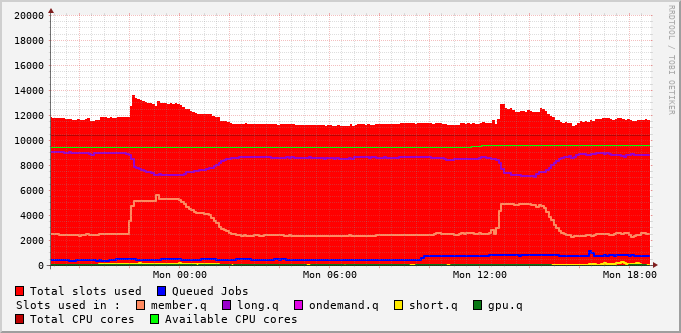 RRDTOOL / TOBI OETIKER
20000
18000
16000
14000
12000
10000
8000
6000
4000
2000
0
Mon 00:00 Mon 06:00 Mon 12:00 Mon 18:00
Total slots used Queued Jobs
Slots used in : member.q long.q ondemand.q short.q gpu.q
Total CPU cores Available CPU cores